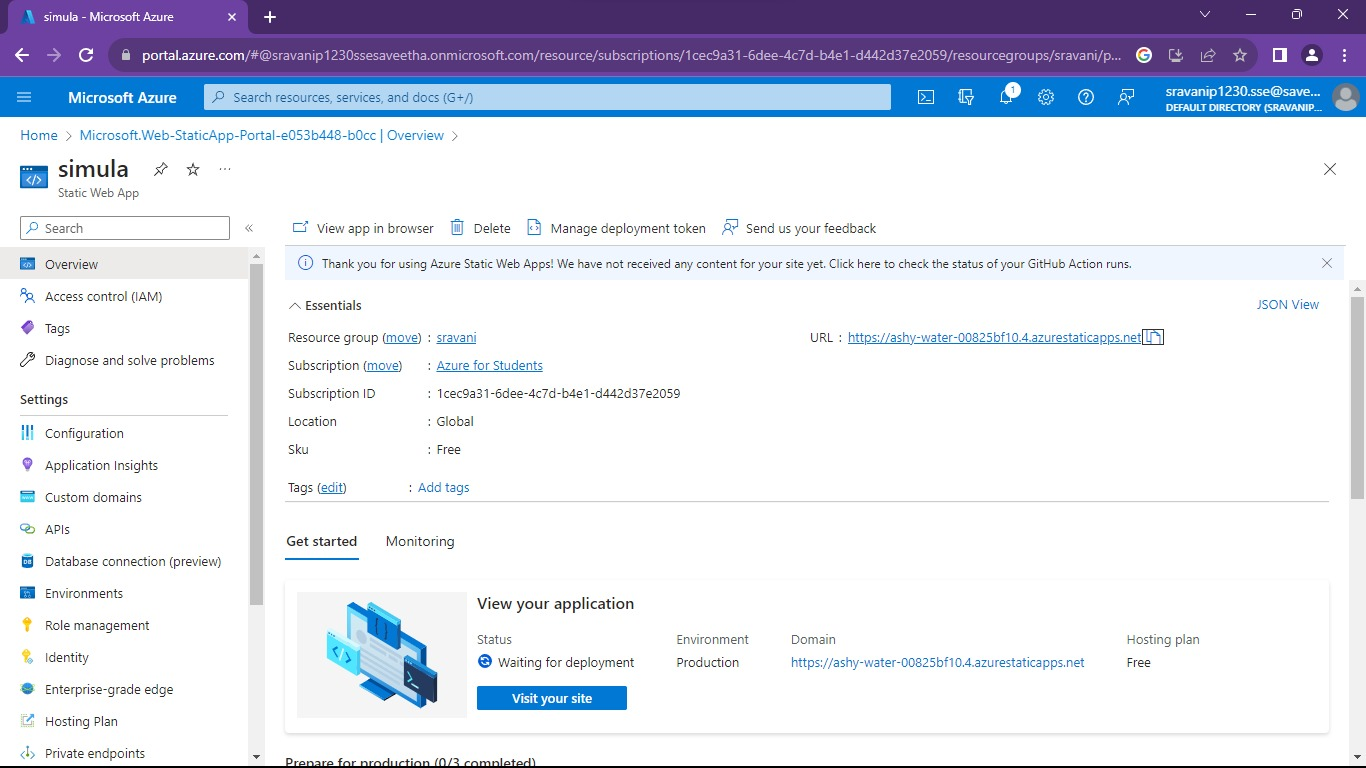 simula - Microsoft Azure
portal.azure.com/#@sravanip1230ssesaveetha.onmicrosoft.com/resource/subscriptions/1cec9a31-6dee-4c7d-b4e1-d442d37e2059/resourcegroups/sravani/p...
Microsoft Azure
Search resources, services, and docs (G+/)
1
sravanip1230.sse@save...
DEFAULT DIRECTORY (SRAVANIP...
Home > Microsoft.Web-StaticApp-Portal-e053b448-b0cc | Overview >
simula
Static Web App
Search
Overview
Access control (IAM)
Tags
Diagnose and solve problems
Settings
Configuration
Application Insights
Custom domains
APIs
Database connection (preview)
Environments
Role management
Identity
Enterprise-grade edge
Hosting Plan
Private endpoints
View app in browser Delete Manage deployment token Send us your feedback
Thank you for using Azure Static Web Apps! We have not received any content for your site yet. Click here to check the status of your GitHub Action runs.
Essentials
JSON View
Resource group (move) : sravani
URL : https://ashy-water-00825bf10.4.azurestaticapps.net
Subscription (move) : Azure for Students
Subscription ID : 1cec9a31-6dee-4c7d-b4e1-d442d37e2059
Location : Global
Sku : Free
Tags (edit) : Add tags
Get started Monitoring
View your application
Status Environment Domain Hosting plan
Waiting for deployment Production https://ashy-water-00825bf10.4.azurestaticapps.net Free
Visit your site
Prepare for production (0/3 completed)